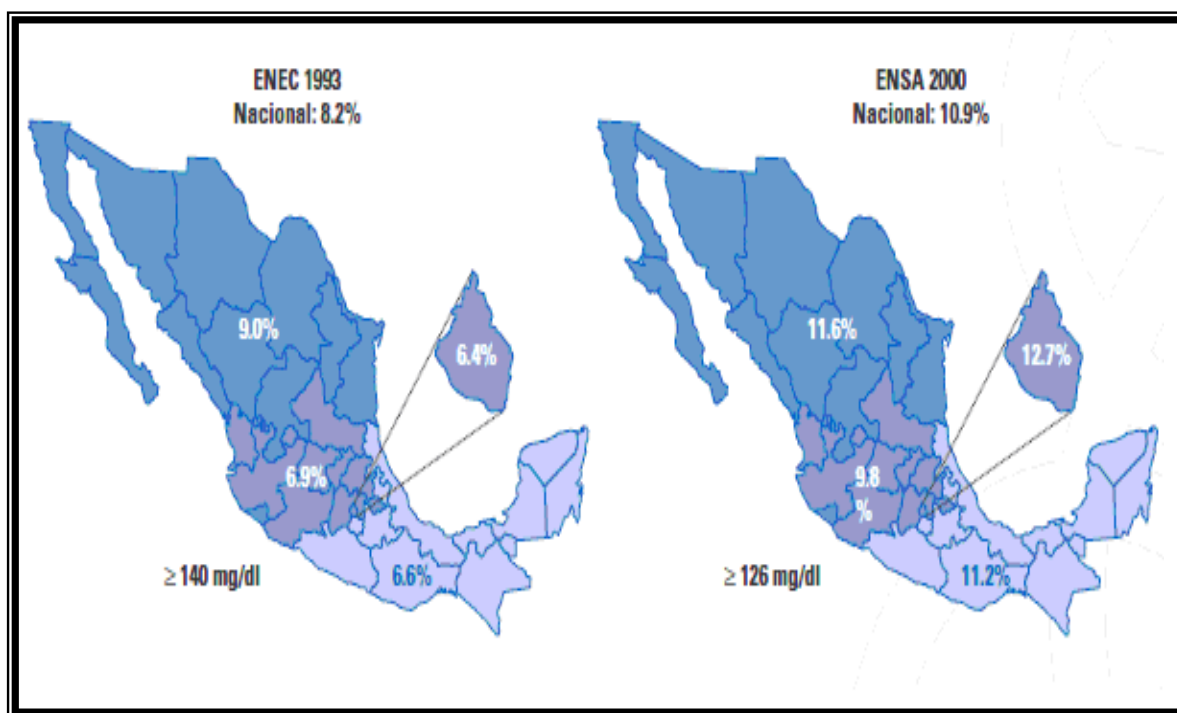 ENEC 1993
Nacional: 8.2%
9.0%
6.4%
6.9%
≥ 140 mg/dl
6.6%
ENSA 2000
Nacional: 10.9%
11.6%
12.7%
9.8
%
≥ 126 mg/dl
11.2%